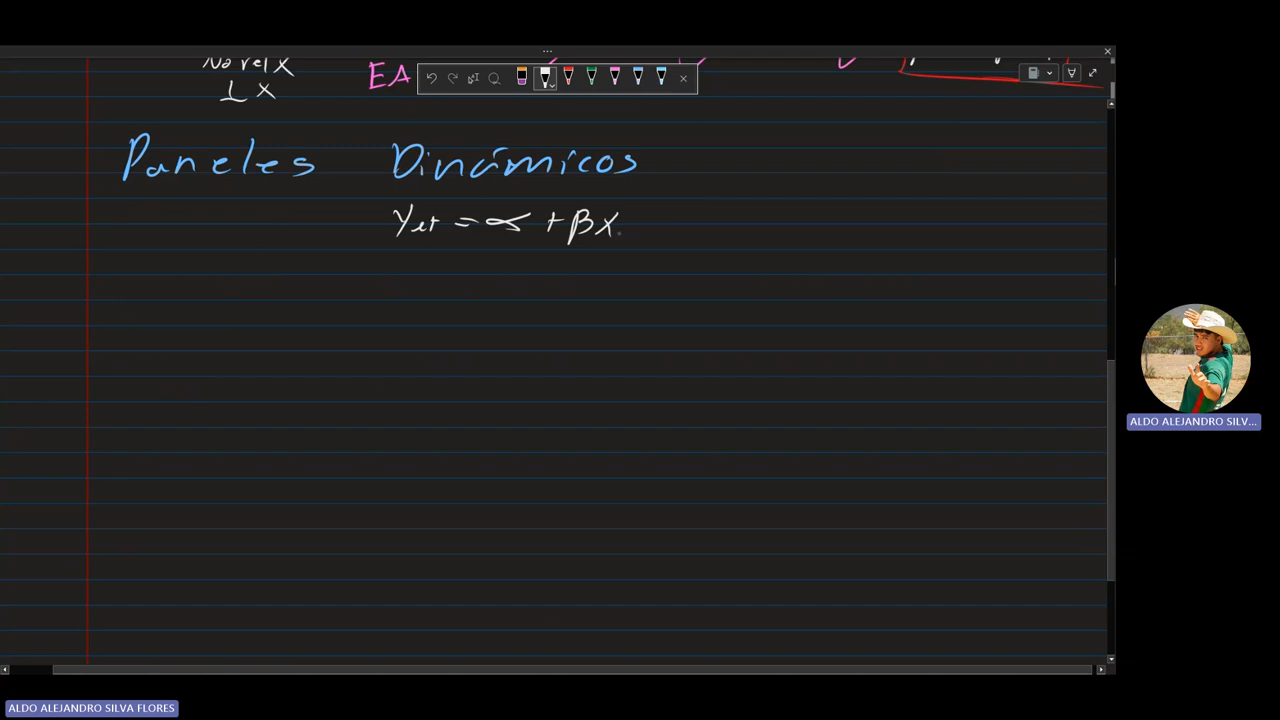 No rel X
⊥ X
EA
Paneles Dinámicos
Yit = α + βX
ALDO ALEJANDRO SILV...
ALDO ALEJANDRO SILVA FLORES